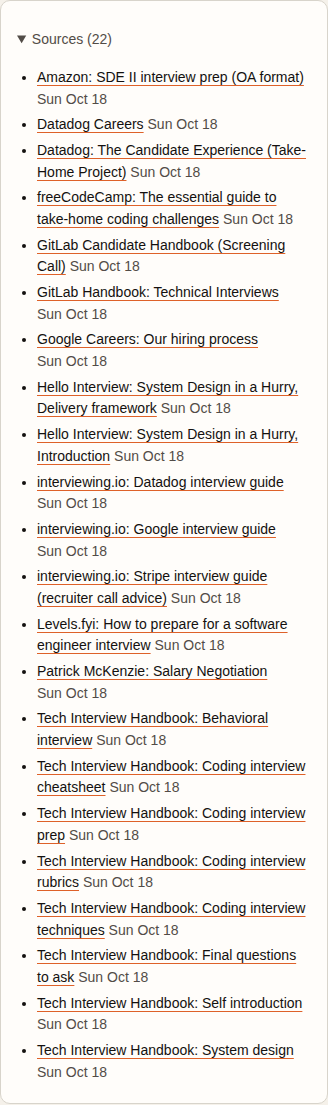 ▼ Sources (22)
• Amazon: SDE II interview prep (OA format)
Sun Oct 18
• Datadog Careers Sun Oct 18
• Datadog: The Candidate Experience (Take-
Home Project) Sun Oct 18
• freeCodeCamp: The essential guide to
take-home coding challenges Sun Oct 18
• GitLab Candidate Handbook (Screening
Call) Sun Oct 18
• GitLab Handbook: Technical Interviews
Sun Oct 18
• Google Careers: Our hiring process
Sun Oct 18
• Hello Interview: System Design in a Hurry,
Delivery framework Sun Oct 18
• Hello Interview: System Design in a Hurry,
Introduction Sun Oct 18
• interviewing.io: Datadog interview guide
Sun Oct 18
• interviewing.io: Google interview guide
Sun Oct 18
• interviewing.io: Stripe interview guide
(recruiter call advice) Sun Oct 18
• Levels.fyi: How to prepare for a software
engineer interview Sun Oct 18
• Patrick McKenzie: Salary Negotiation
Sun Oct 18
• Tech Interview Handbook: Behavioral
interview Sun Oct 18
• Tech Interview Handbook: Coding interview
cheatsheet Sun Oct 18
• Tech Interview Handbook: Coding interview
prep Sun Oct 18
• Tech Interview Handbook: Coding interview
rubrics Sun Oct 18
• Tech Interview Handbook: Coding interview
techniques Sun Oct 18
• Tech Interview Handbook: Final questions
to ask Sun Oct 18
• Tech Interview Handbook: Self introduction
Sun Oct 18
• Tech Interview Handbook: System design
Sun Oct 18